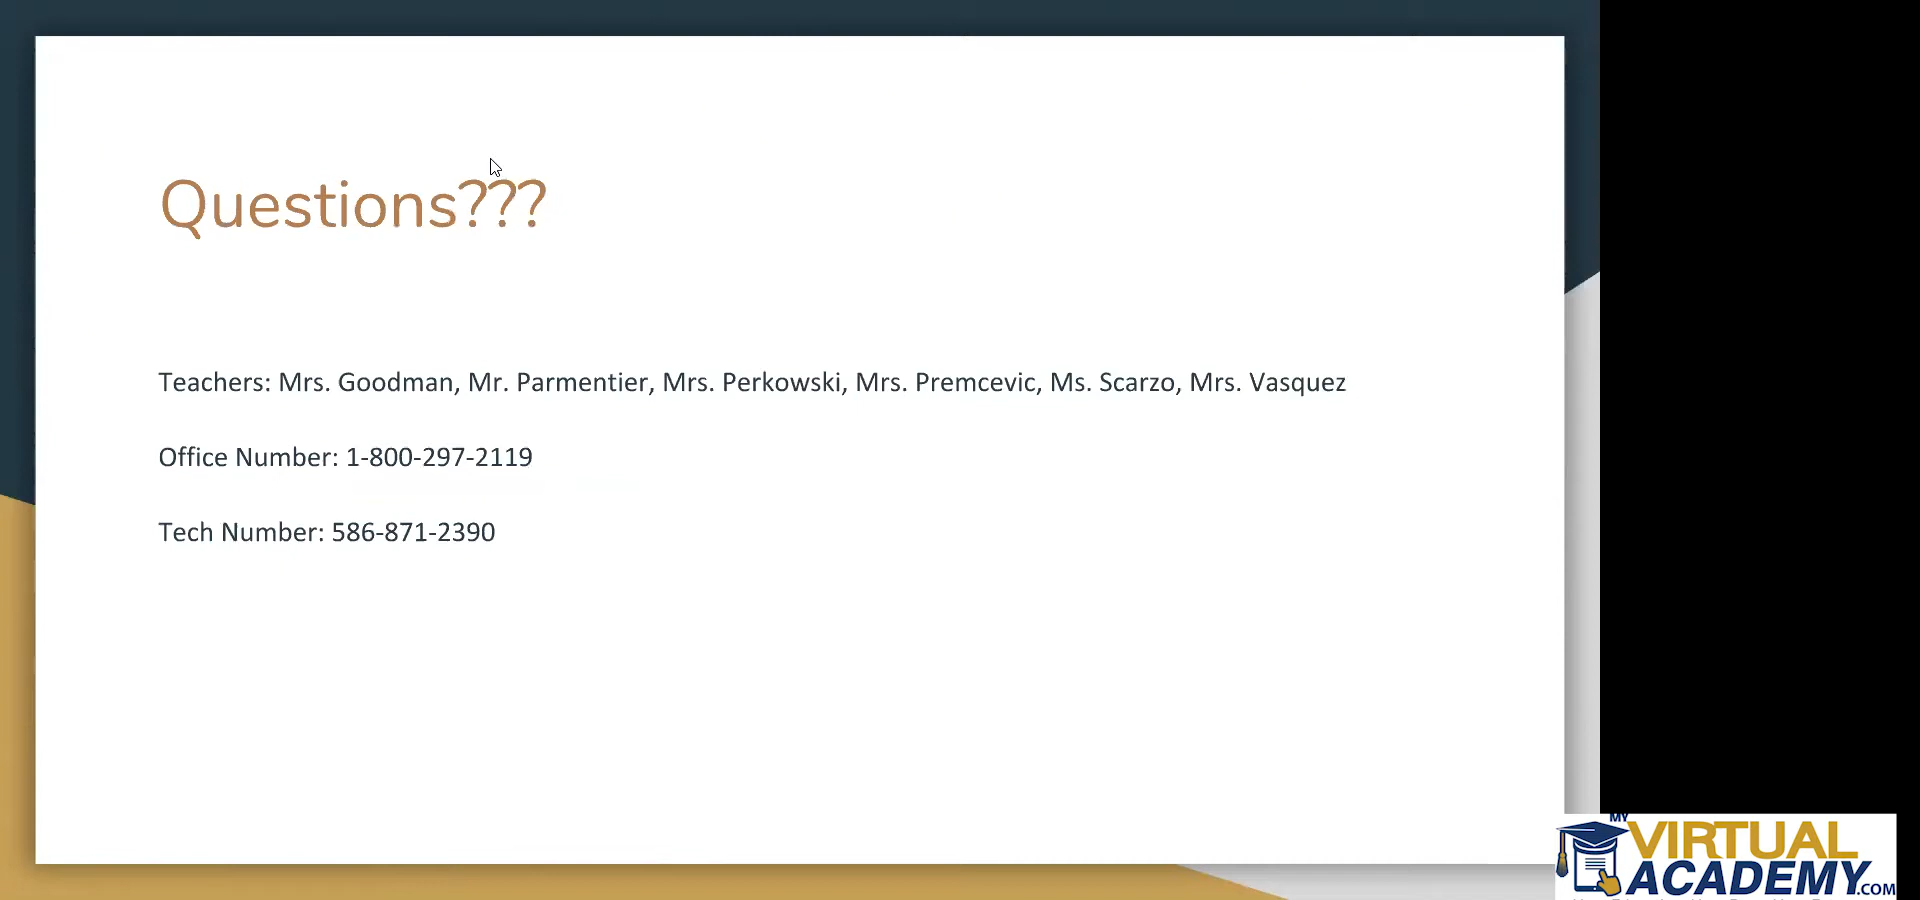 Questions???
Teachers: Mrs. Goodman, Mr. Parmentier, Mrs. Perkowski, Mrs. Premcevic, Ms. Scarzo, Mrs. Vasquez
Office Number: 1-800-297-2119
Tech Number: 586-871-2390
MY
VIRTUAL
ACADEMY.COM